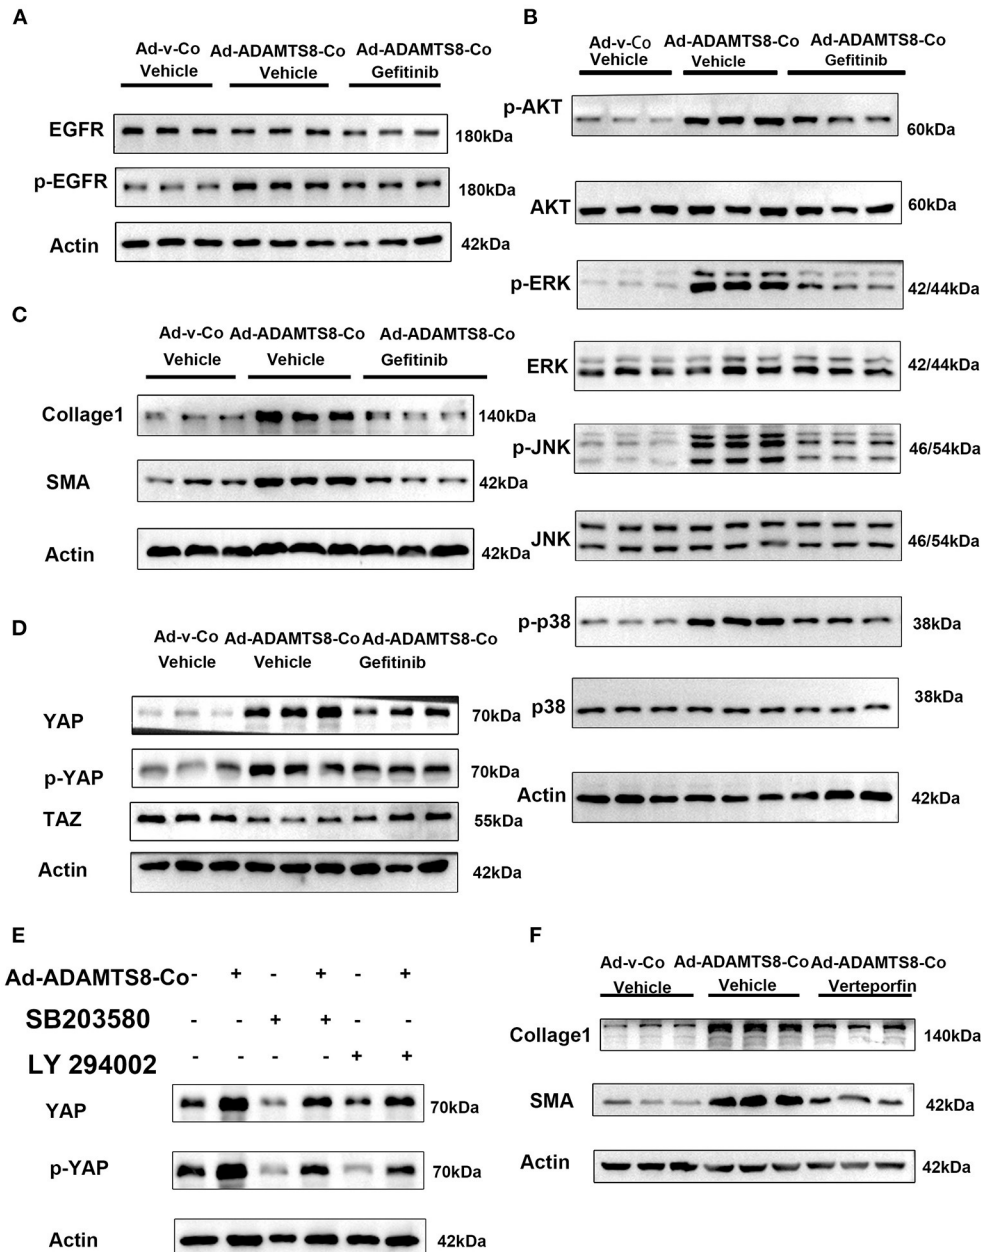 A
Ad-v-Co Ad-ADAMTS8-Co Ad-ADAMTS8-Co
Vehicle Vehicle Gefitinib
EGFR 180kDa
p-EGFR 180kDa
Actin 42kDa
B
Ad-v-Co Ad-ADAMTS8-Co Ad-ADAMTS8-Co
Vehicle Vehicle Gefitinib
p-AKT 60kDa
AKT 60kDa
p-ERK 42/44kDa
ERK 42/44kDa
p-JNK 46/54kDa
JNK 46/54kDa
p-p38 38kDa
p38 38kDa
Actin 42kDa
C
Ad-v-Co Ad-ADAMTS8-Co Ad-ADAMTS8-Co
Vehicle Vehicle Gefitinib
Collage1 140kDa
SMA 42kDa
Actin 42kDa
D
Ad-v-Co Ad-ADAMTS8-Co Ad-ADAMTS8-Co
Vehicle Vehicle Gefitinib
YAP 70kDa
p-YAP 70kDa
TAZ 55kDa
Actin 42kDa
E
Ad-ADAMTS8-Co - + - + - +
SB203580 - - + + - -
LY 294002 - - - - + +
YAP 70kDa
p-YAP 70kDa
Actin 42kDa
F
Ad-v-Co Ad-ADAMTS8-Co Ad-ADAMTS8-Co
Vehicle Vehicle Verteporfin
Collage1 140kDa
SMA 42kDa
Actin 42kDa